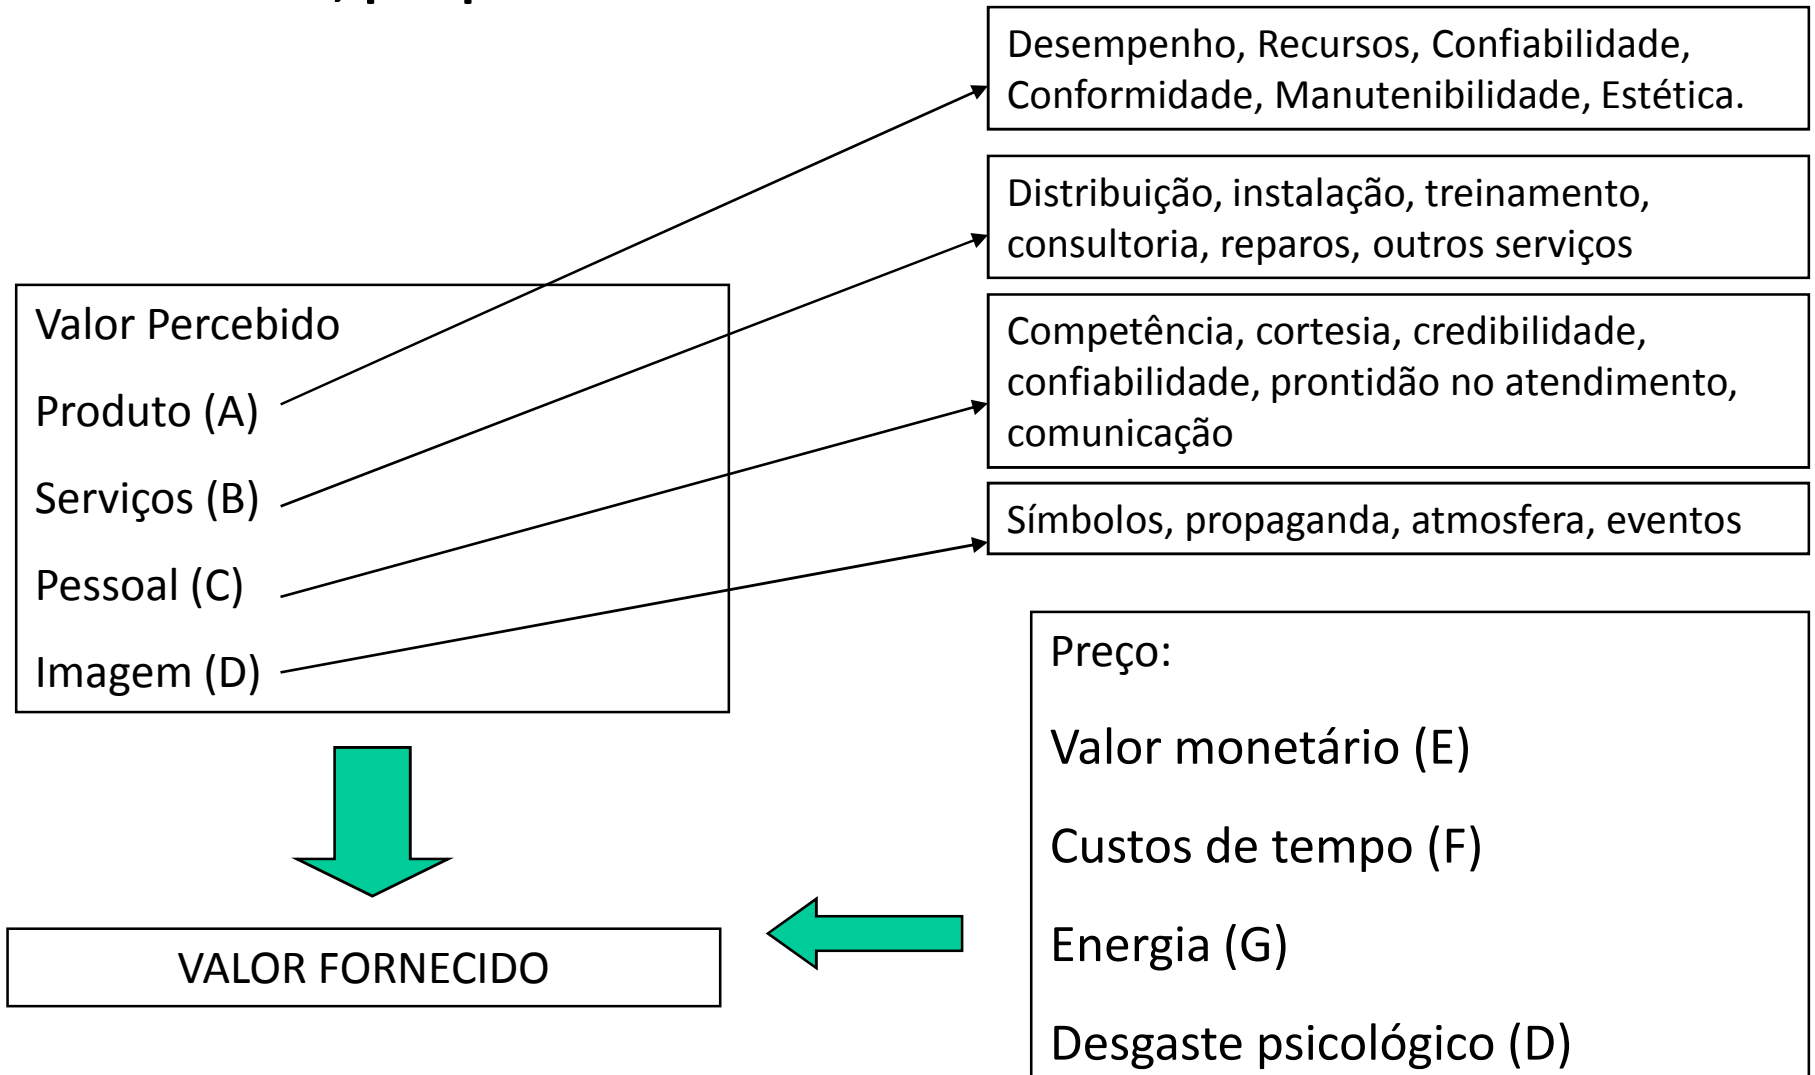 Desempenho, Recursos, Confiabilidade,
Conformidade, Manutenibilidade, Estética.
Distribuição, instalação, treinamento,
consultoria, reparos, outros serviços
Valor Percebido
Produto (A)
Serviços (B)
Pessoal (C)
Imagem (D)
Competência, cortesia, credibilidade,
confiabilidade, prontidão no atendimento,
comunicação
Símbolos, propaganda, atmosfera, eventos
Preço:
Valor monetário (E)
Custos de tempo (F)
Energia (G)
Desgaste psicológico (D)
VALOR FORNECIDO